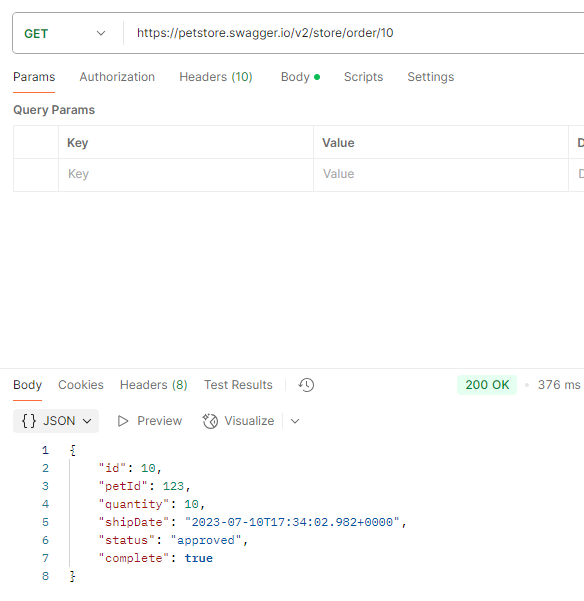 GET https://petstore.swagger.io/v2/store/order/10
Params Authorization Headers (10) Body Scripts Settings
Query Params
Key Value D
Key Value D
Body Cookies Headers (8) Test Results 200 OK 376 ms
{} JSON Preview Visualize
1 {
2 "id": 10,
3 "petId": 123,
4 "quantity": 10,
5 "shipDate": "2023-07-10T17:34:02.982+0000",
6 "status": "approved",
7 "complete": true
8 }